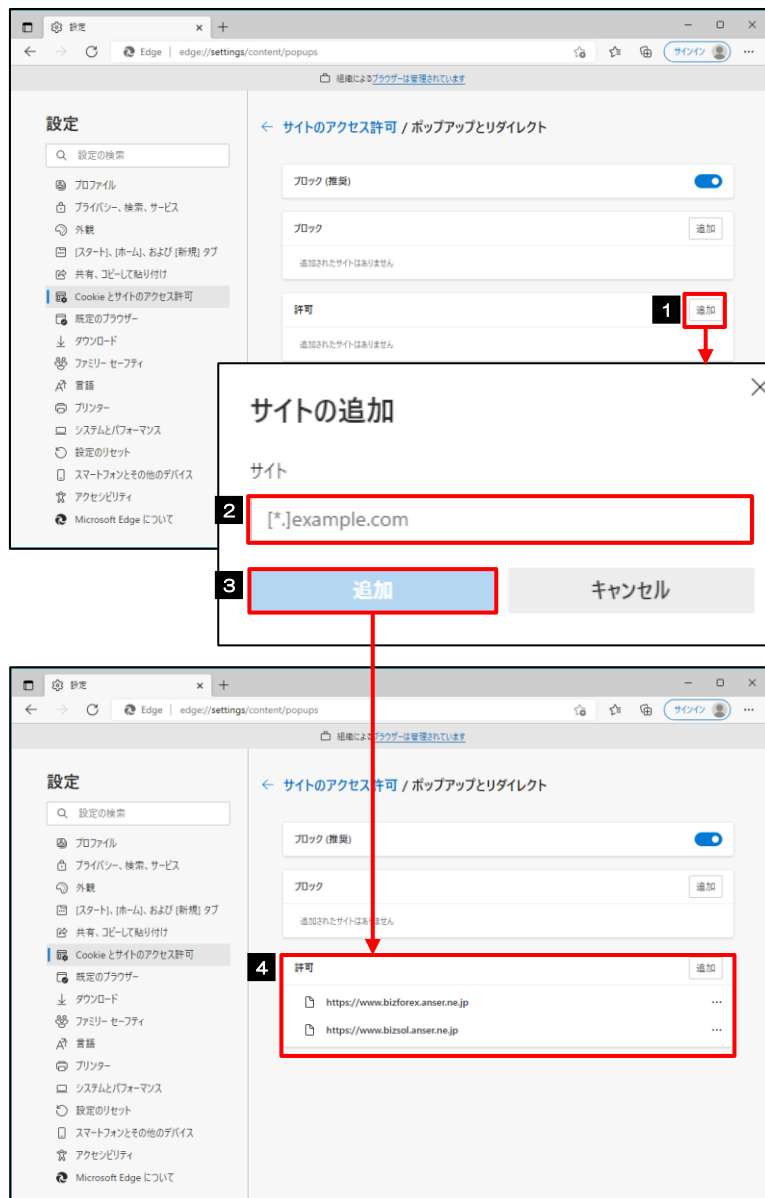 設定
Edge | edge://settings/content/popups
サインイン
組織によるブラウザーは管理されています
設定
設定の検索
プロファイル
プライバシー、検索、サービス
外観
[スタート]、[ホーム]、および [新規] タブ
共有、コピーして貼り付け
Cookie とサイトのアクセス許可
既定のブラウザー
ダウンロード
ファミリー セーフティ
言語
プリンター
システムとパフォーマンス
設定のリセット
スマートフォンとその他のデバイス
アクセシビリティ
Microsoft Edge について
サイトのアクセス許可 / ポップアップとリダイレクト
ブロック (推奨)
ブロック
追加
追加されたサイトはありません
許可
1
追加
追加されたサイトはありません
サイトの追加
サイト
2
[*.]example.com
3
追加
キャンセル
設定
Edge | edge://settings/content/popups
サインイン
組織によるブラウザーは管理されています
設定
設定の検索
プロファイル
プライバシー、検索、サービス
外観
[スタート]、[ホーム]、および [新規] タブ
共有、コピーして貼り付け
Cookie とサイトのアクセス許可
既定のブラウザー
ダウンロード
ファミリー セーフティ
言語
プリンター
システムとパフォーマンス
設定のリセット
スマートフォンとその他のデバイス
アクセシビリティ
Microsoft Edge について
サイトのアクセス許可 / ポップアップとリダイレクト
ブロック (推奨)
ブロック
追加
追加されたサイトはありません
4
許可
追加
https://www.bizforex.anser.ne.jp
https://www.bizsol.anser.ne.jp